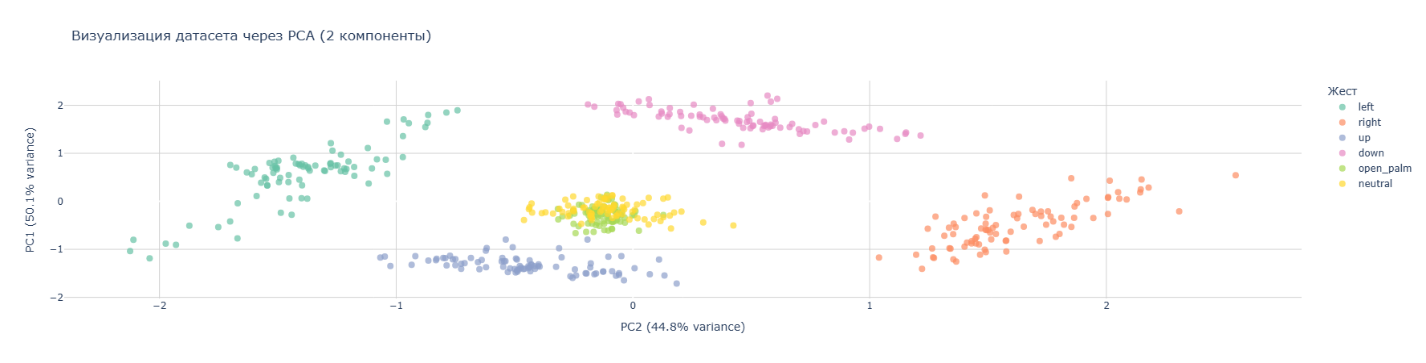 Визуализация датасета через PCA (2 компоненты)
Жест
left
right
up
down
open_palm
neutral
PC1 (50.1% variance)
2
1
0
−1
−2
−2
−1
0
1
2
PC2 (44.8% variance)